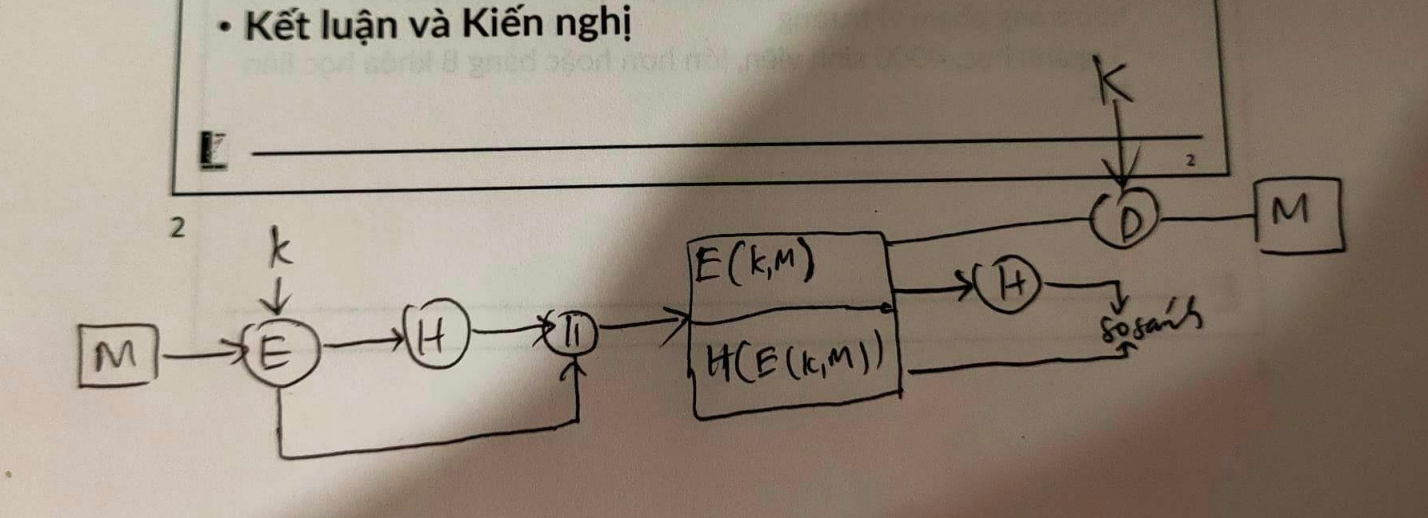 • Kết luận và Kiến nghị
2
K
2
k
M
E
H
||
E(k,M)
H(E(k,M))
D
M
H
so sánh